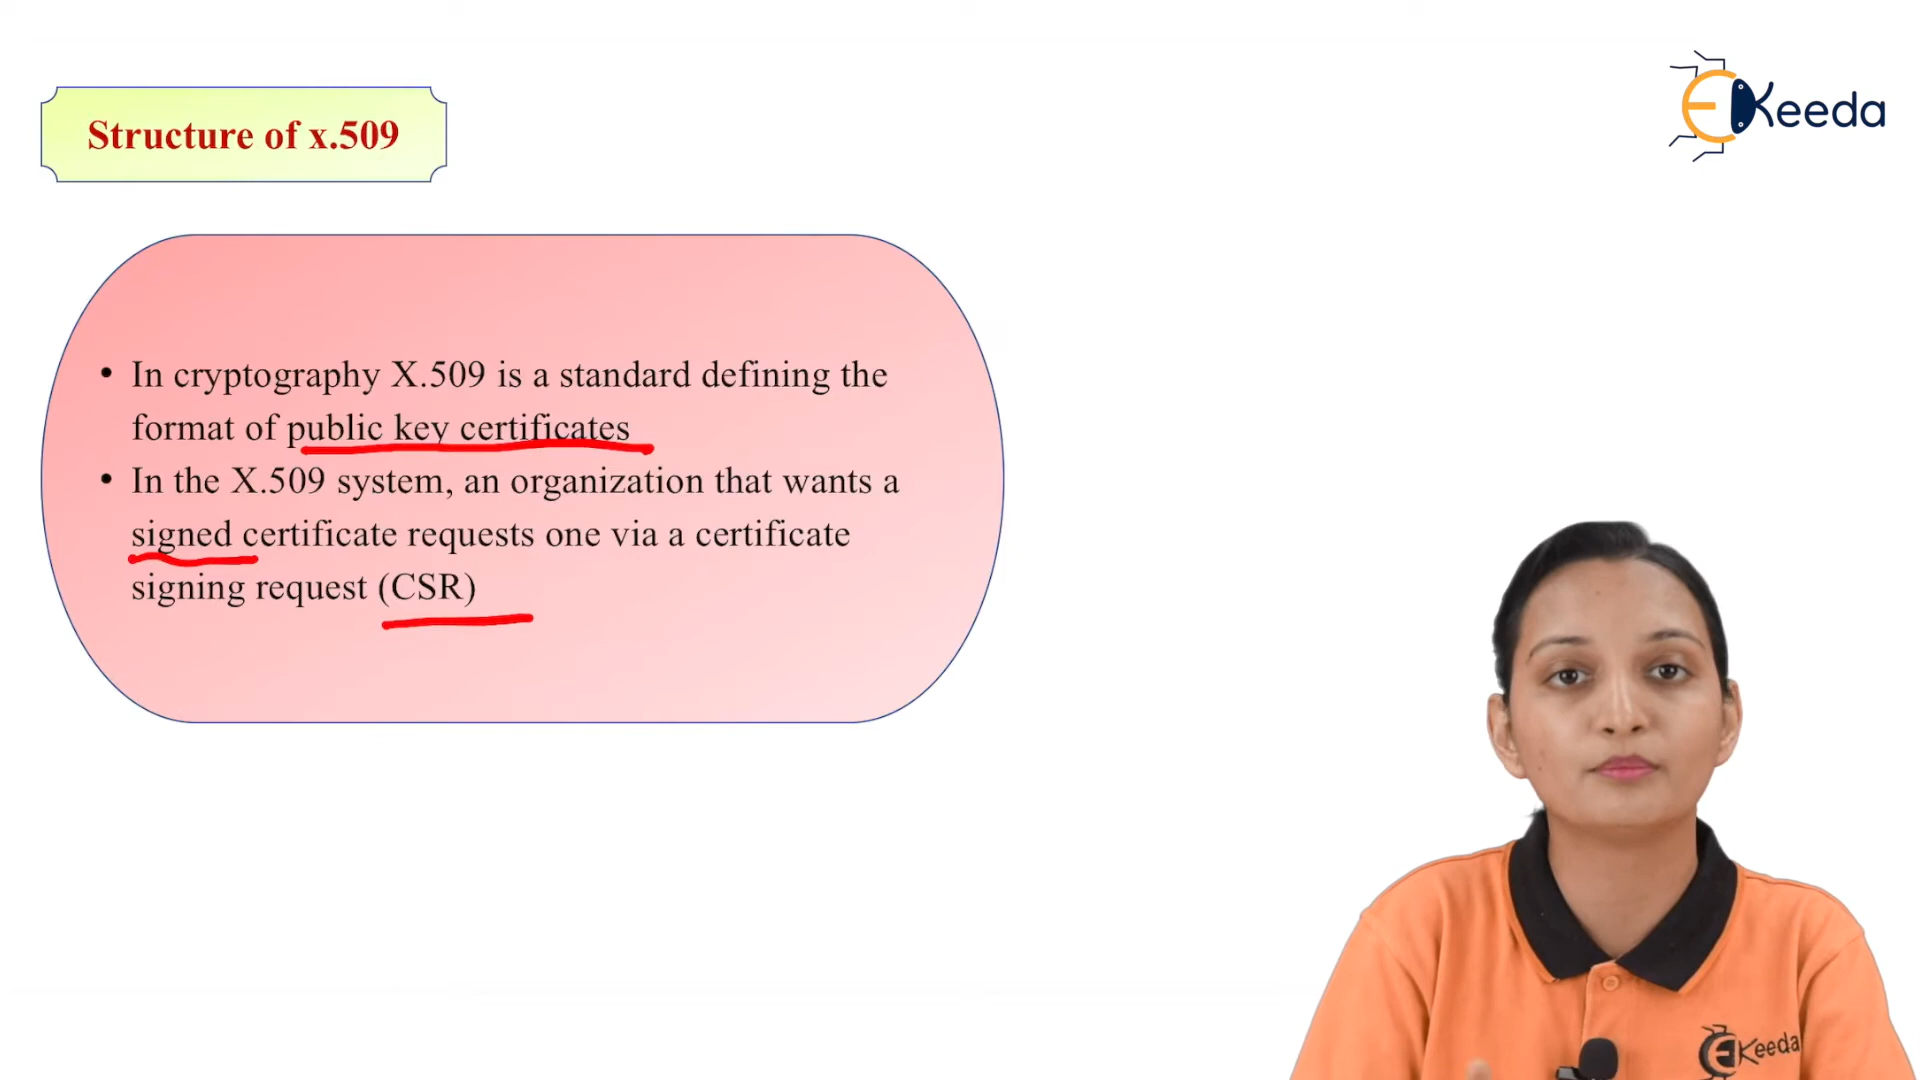 Structure of x.509
EKeeda
• In cryptography X.509 is a standard defining the
format of public key certificates
• In the X.509 system, an organization that wants a
signed certificate requests one via a certificate
signing request (CSR)
EKeeda